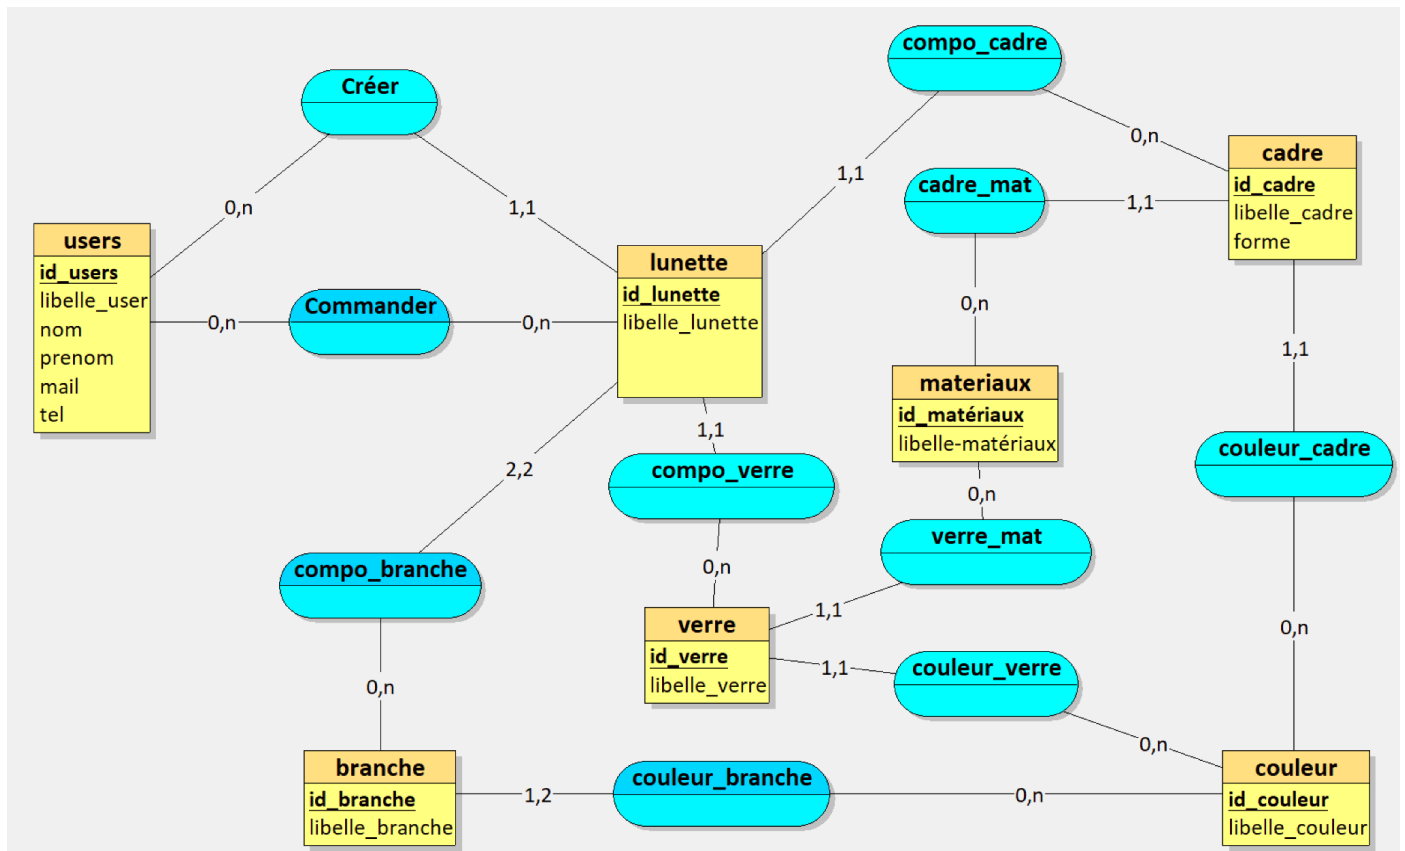 compo_cadre
Créer
0,n
cadre
id_cadre
libelle_cadre
forme
1,1
cadre_mat
1,1
0,n
1,1
users
id_users
libelle_user
nom
prenom
mail
tel
lunette
id_lunette
libelle_lunette
Commander
0,n
0,n
0,n
1,1
materiaux
id_matériaux
libelle-matériaux
1,1
couleur_cadre
2,2
compo_verre
0,n
verre_mat
compo_branche
0,n
1,1
verre
id_verre
libelle_verre
0,n
1,1
couleur_verre
0,n
0,n
branche
id_branche
libelle_branche
1,2
couleur_branche
0,n
couleur
id_couleur
libelle_couleur